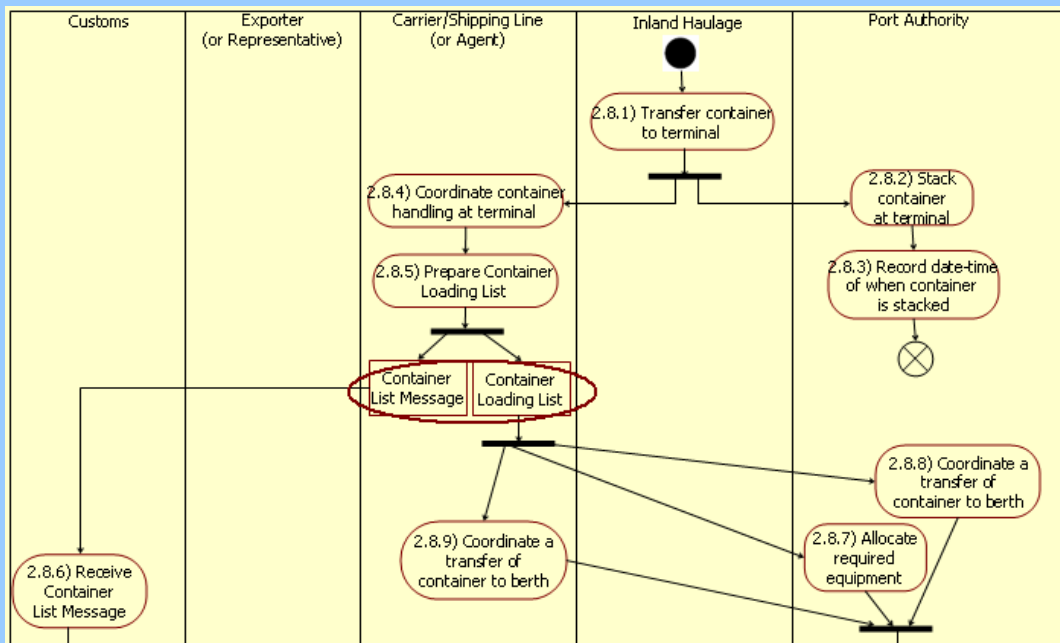 Customs
Exporter
(or Representative)
Carrier/Shipping Line
(or Agent)
Inland Haulage
Port Authority
2.8.1) Transfer container
to terminal
2.8.4) Coordinate container
handling at terminal
2.8.2) Stack
container
at terminal
2.8.5) Prepare Container
Loading List
2.8.3) Record date-time
of when container
is stacked
Container
List Message
Container
Loading List
2.8.8) Coordinate a
transfer of
container to berth
2.8.9) Coordinate a
transfer of
container to berth
2.8.7) Allocate
required
equipment
2.8.6) Receive
Container
List Message